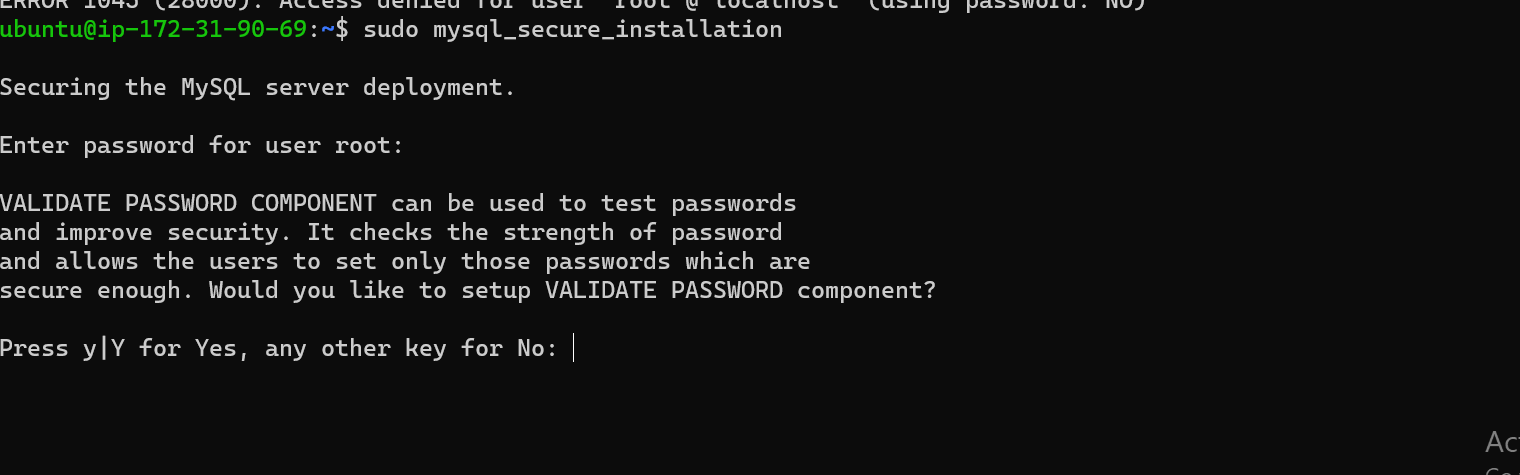 ERROR 1045 (28000): Access denied for user 'root'@'localhost' (using password: NO)
ubuntu@ip-172-31-90-69:~$ sudo mysql_secure_installation
Securing the MySQL server deployment.
Enter password for user root:
VALIDATE PASSWORD COMPONENT can be used to test passwords
and improve security. It checks the strength of password
and allows the users to set only those passwords which are
secure enough. Would you like to setup VALIDATE PASSWORD component?
Press y|Y for Yes, any other key for No: